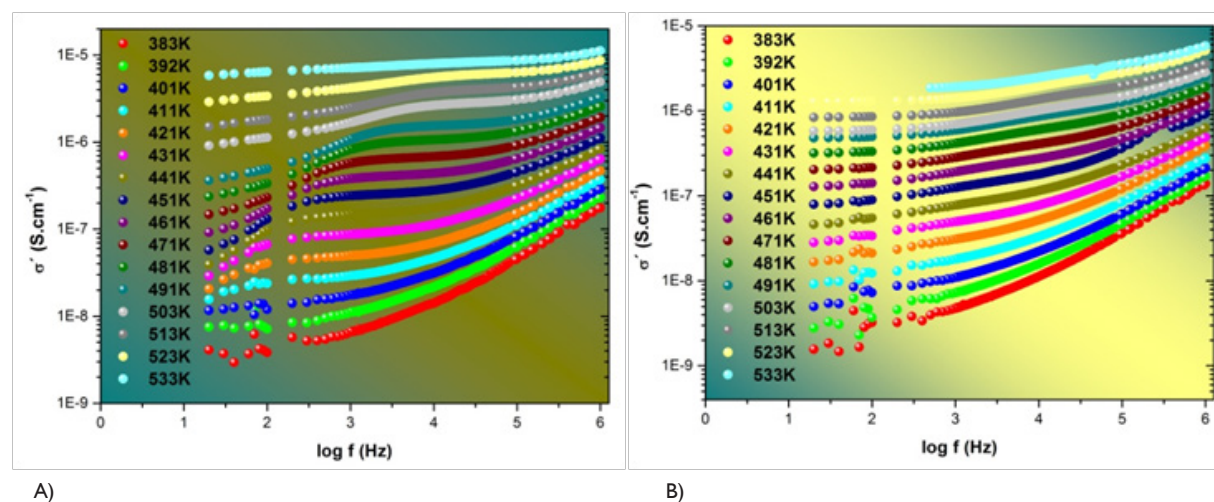 1E-5
1E-6
1E-7
1E-8
1E-9
σ´ (S.cm⁻¹)
383K
392K
401K
411K
421K
431K
441K
451K
461K
471K
481K
491K
503K
513K
523K
533K
0 1 2 3 4 5 6
log f (Hz)
A)
1E-5
1E-6
1E-7
1E-8
1E-9
σ´ (S.cm⁻¹)
383K
392K
401K
411K
421K
431K
441K
451K
461K
471K
481K
491K
503K
513K
523K
533K
0 1 2 3 4 5 6
log f (Hz)
B)